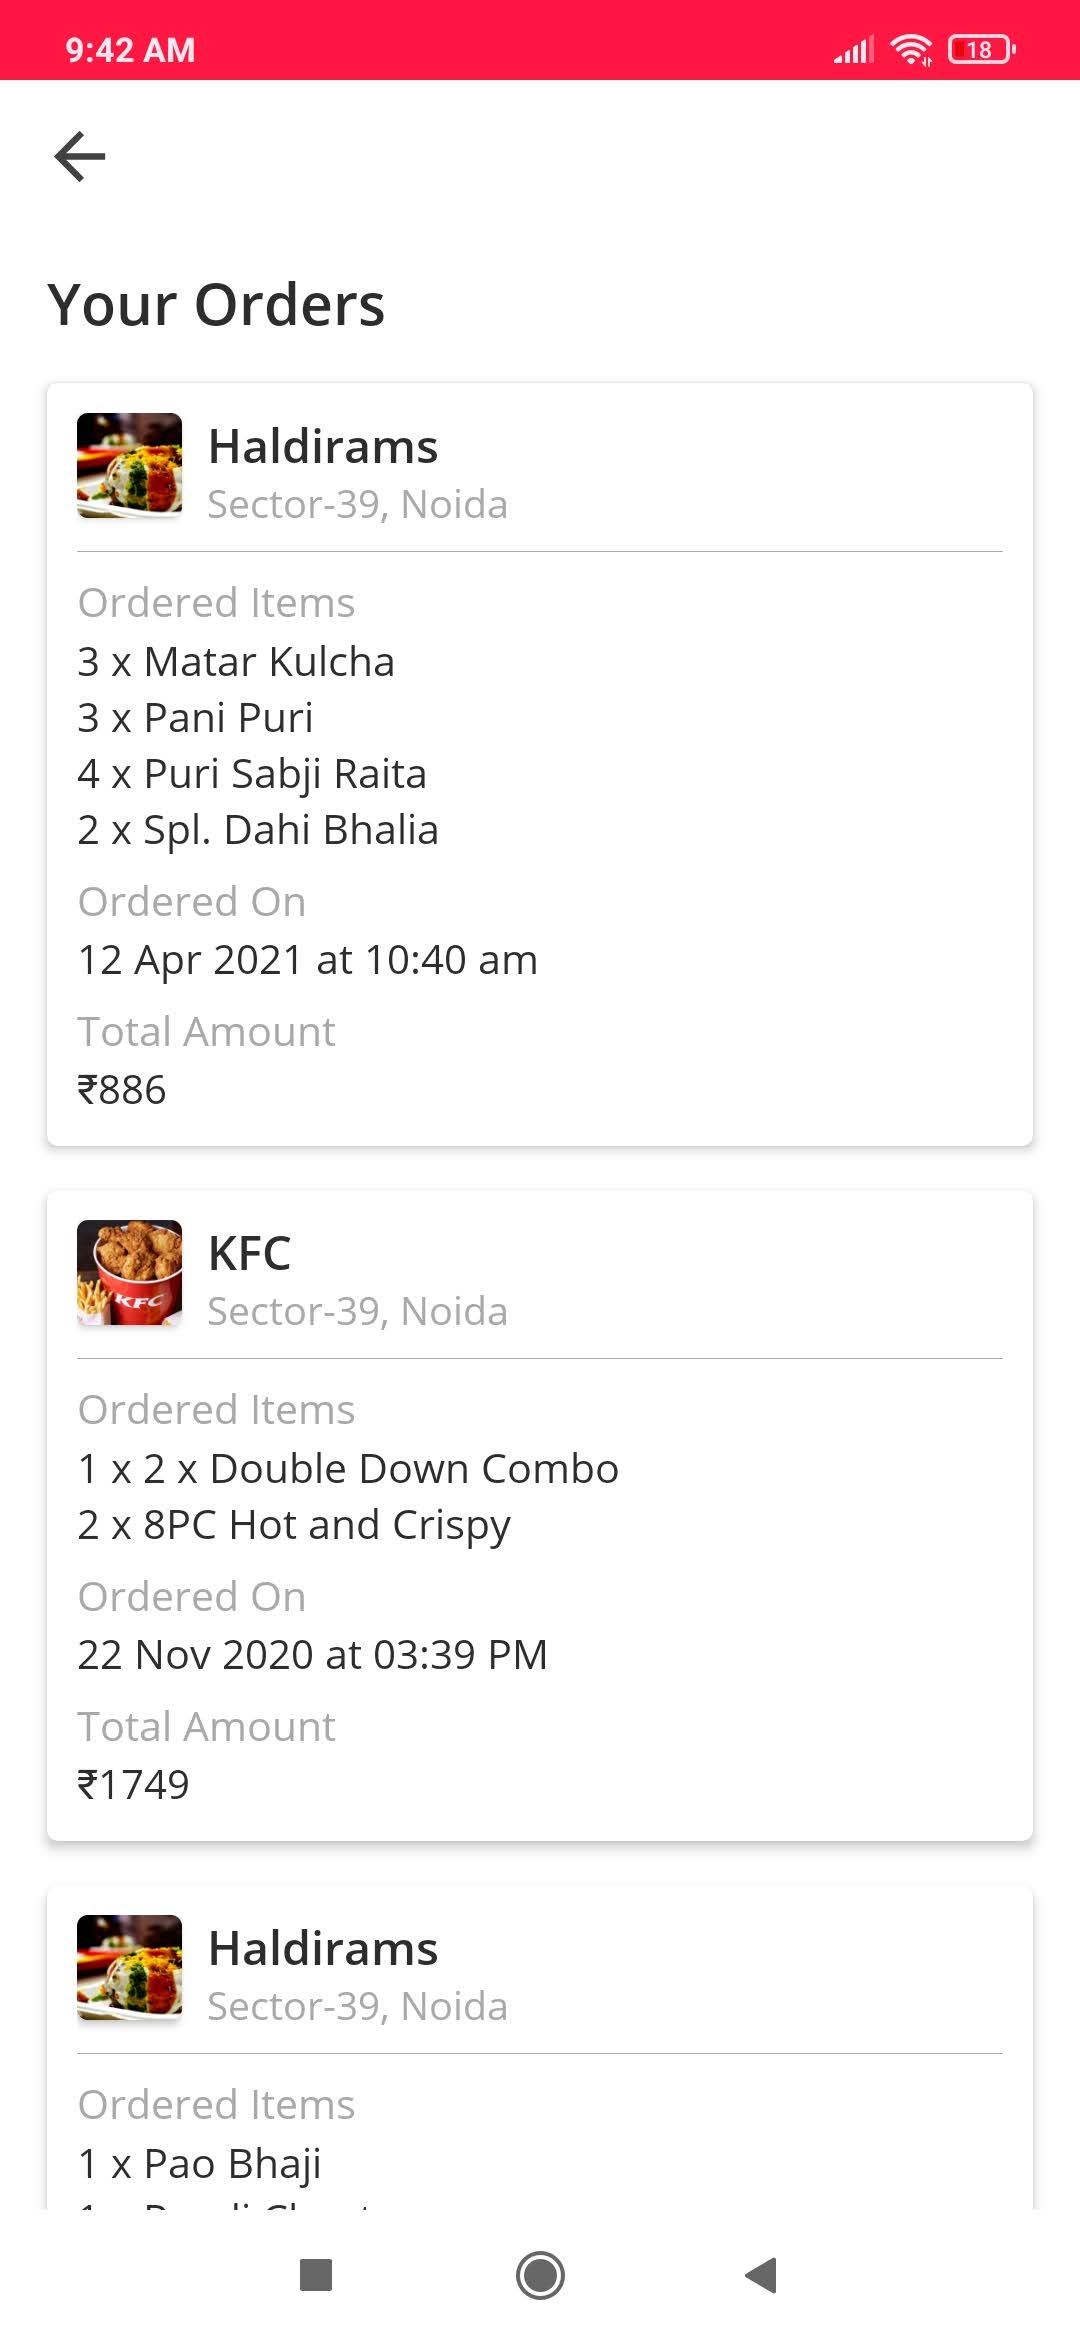 9:42 AM
18
Your Orders
Haldirams
Sector-39, Noida
Ordered Items
3 x Matar Kulcha
3 x Pani Puri
4 x Puri Sabji Raita
2 x Spl. Dahi Bhalia
Ordered On
12 Apr 2021 at 10:40 am
Total Amount
₹886
KFC
KFC
Sector-39, Noida
Ordered Items
1 x 2 x Double Down Combo
2 x 8PC Hot and Crispy
Ordered On
22 Nov 2020 at 03:39 PM
Total Amount
₹1749
Haldirams
Sector-39, Noida
Ordered Items
1 x Pao Bhaji